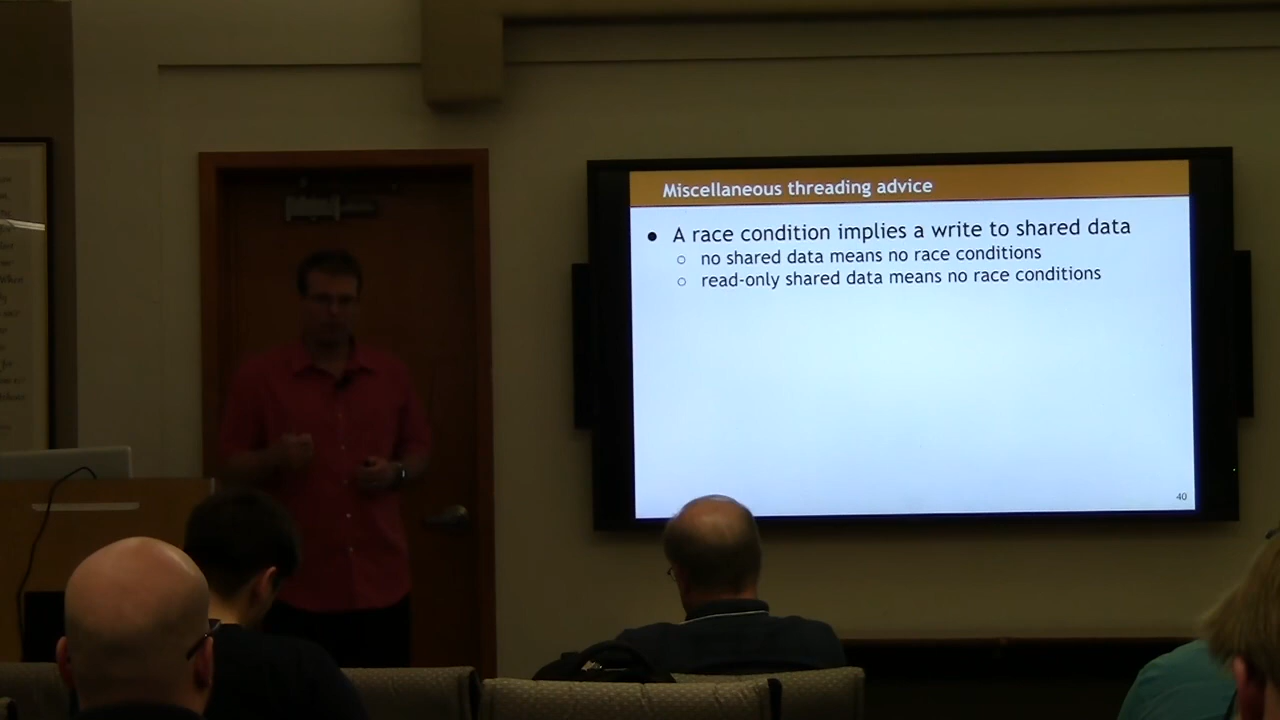 Miscellaneous threading advice
● A race condition implies a write to shared data
○ no shared data means no race conditions
○ read-only shared data means no race conditions
40